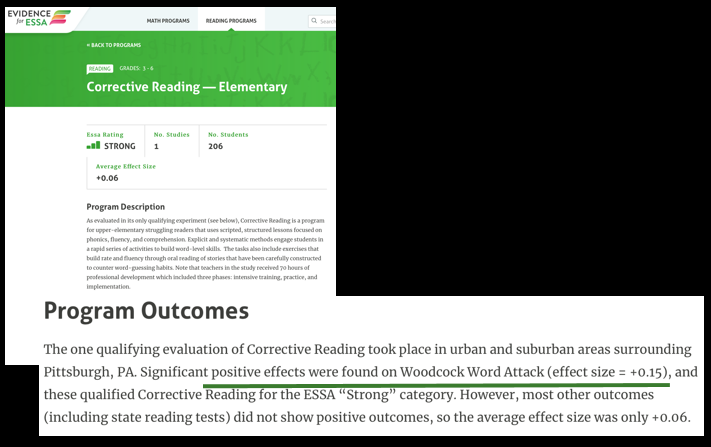 EVIDENCE
for ESSA
MATH PROGRAMS
READING PROGRAMS
Search
« BACK TO PROGRAMS
READING
GRADES: 3 - 6
Corrective Reading — Elementary
Essa Rating
No. Studies
No. Students
STRONG
1
206
Average Effect Size
+0.06
Program Description
As evaluated in its only qualifying experiment (see below), Corrective Reading is a program
for upper-elementary struggling readers that uses scripted, structured lessons focused on
phonics, fluency, and comprehension. Explicit and systematic methods engage students in
a rapid series of activities to build word-level skills. The tasks also include exercises that
build rate and fluency through oral reading of stories that have been carefully constructed
to counter word-guessing habits. Note that teachers in the study received 70 hours of
professional development which included three phases: intensive training, practice, and
implementation.
Program Outcomes
The one qualifying evaluation of Corrective Reading took place in urban and suburban areas surrounding
Pittsburgh, PA. Significant positive effects were found on Woodcock Word Attack (effect size = +0.15), and
these qualified Corrective Reading for the ESSA “Strong” category. However, most other outcomes
(including state reading tests) did not show positive outcomes, so the average effect size was only +0.06.